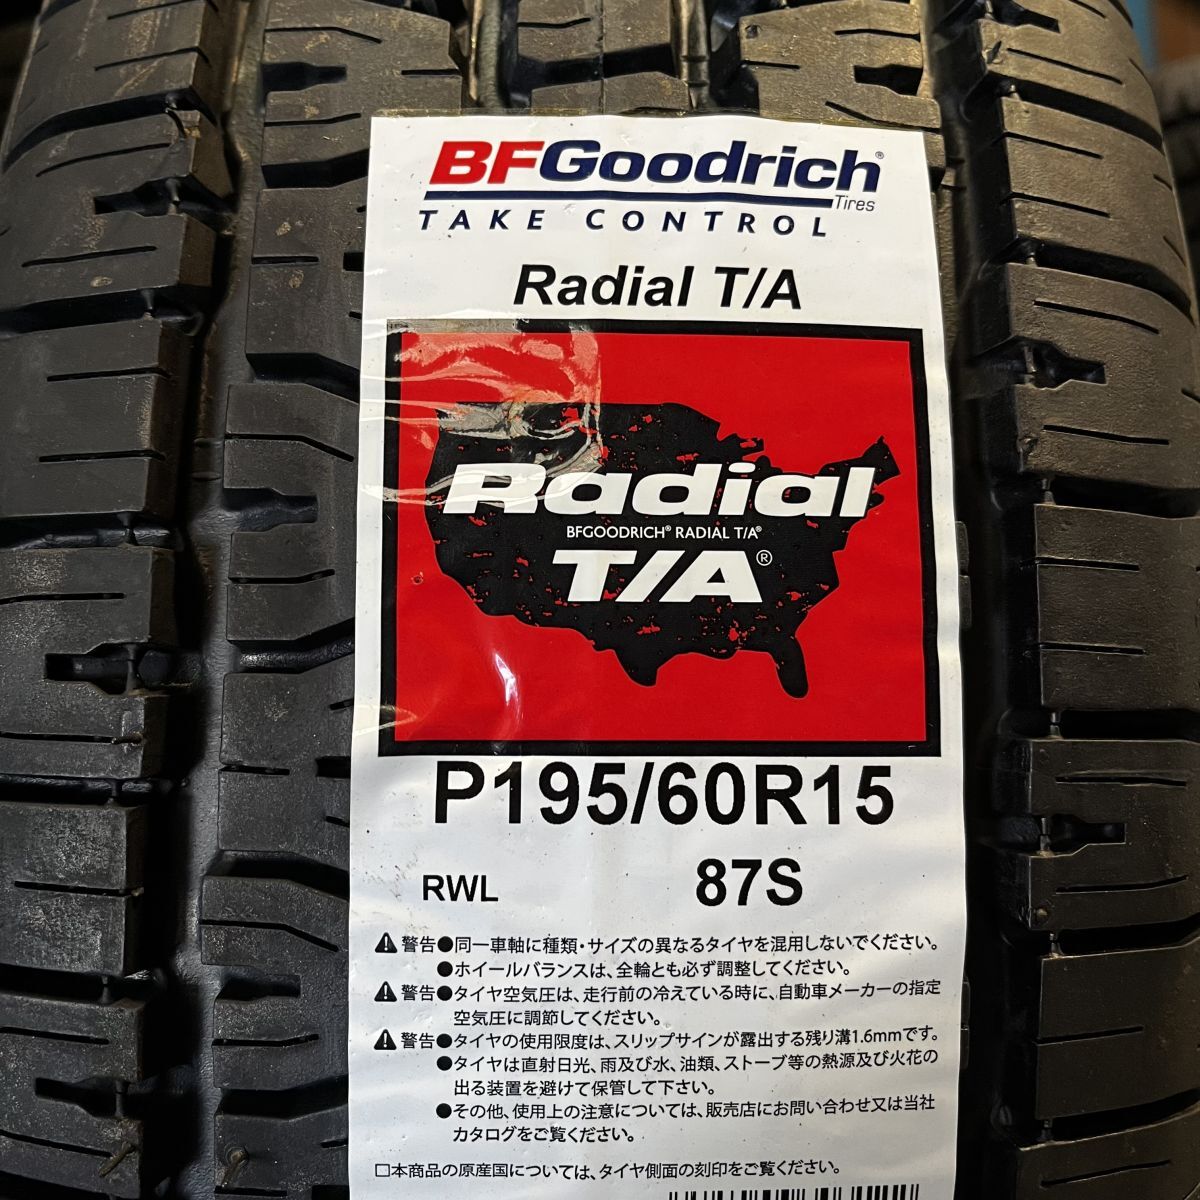 BFGoodrich®
Tires
TAKE CONTROL
Radial T/A
Radial
BFGOODRICH® RADIAL T/A®
T/A®
P195/60R15
RWL 87S
⚠警告●同一車軸に種類・サイズの異なるタイヤを混用しないでください。
●ホイールバランスは、全輪とも必ず調整してください。
⚠警告●タイヤ空気圧は、走行前の冷えている時に、自動車メーカーの指定
空気圧に調節してください。
⚠警告●タイヤの使用限度は、スリップサインが露出する残り溝1.6mmです。
●タイヤは直射日光、雨及び水、油類、ストーブ等の熱源及び火花の
出る装置を避けて保管して下さい。
●その他、使用上の注意については、販売店にお問い合わせ又は当社
カタログをご覧ください。
□本商品の原産国については、タイヤ側面の刻印をご覧ください。